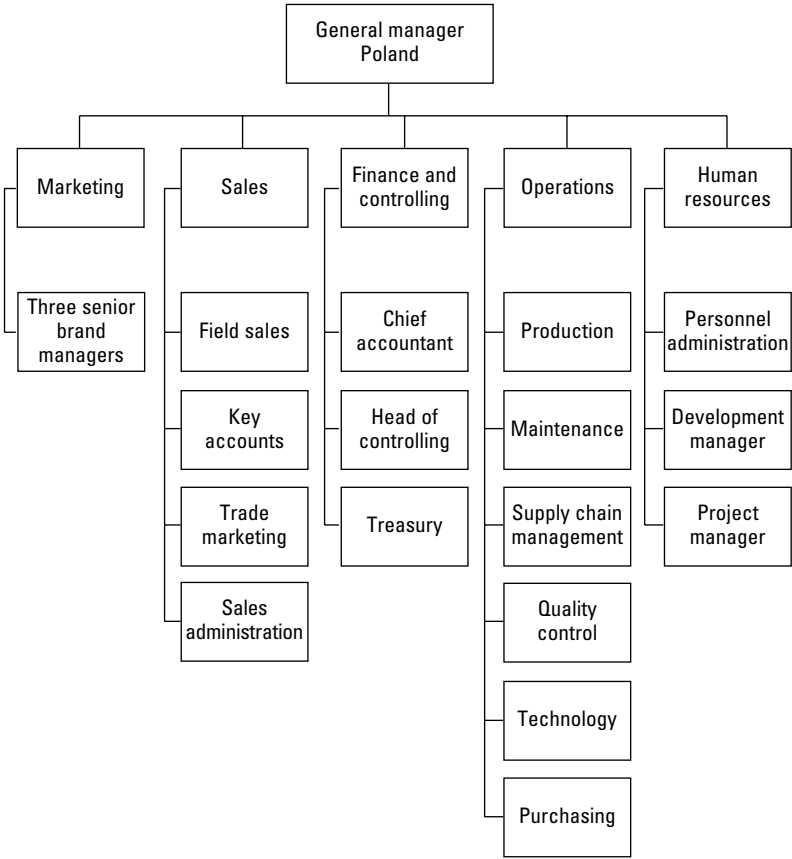 General manager
Poland
Marketing
Sales
Finance and
controlling
Operations
Human
resources
Three senior
brand
managers
Field sales
Chief
accountant
Production
Personnel
administration
Key
accounts
Head of
controlling
Maintenance
Development
manager
Trade
marketing
Treasury
Supply chain
management
Project
manager
Sales
administration
Quality
control
Technology
Purchasing